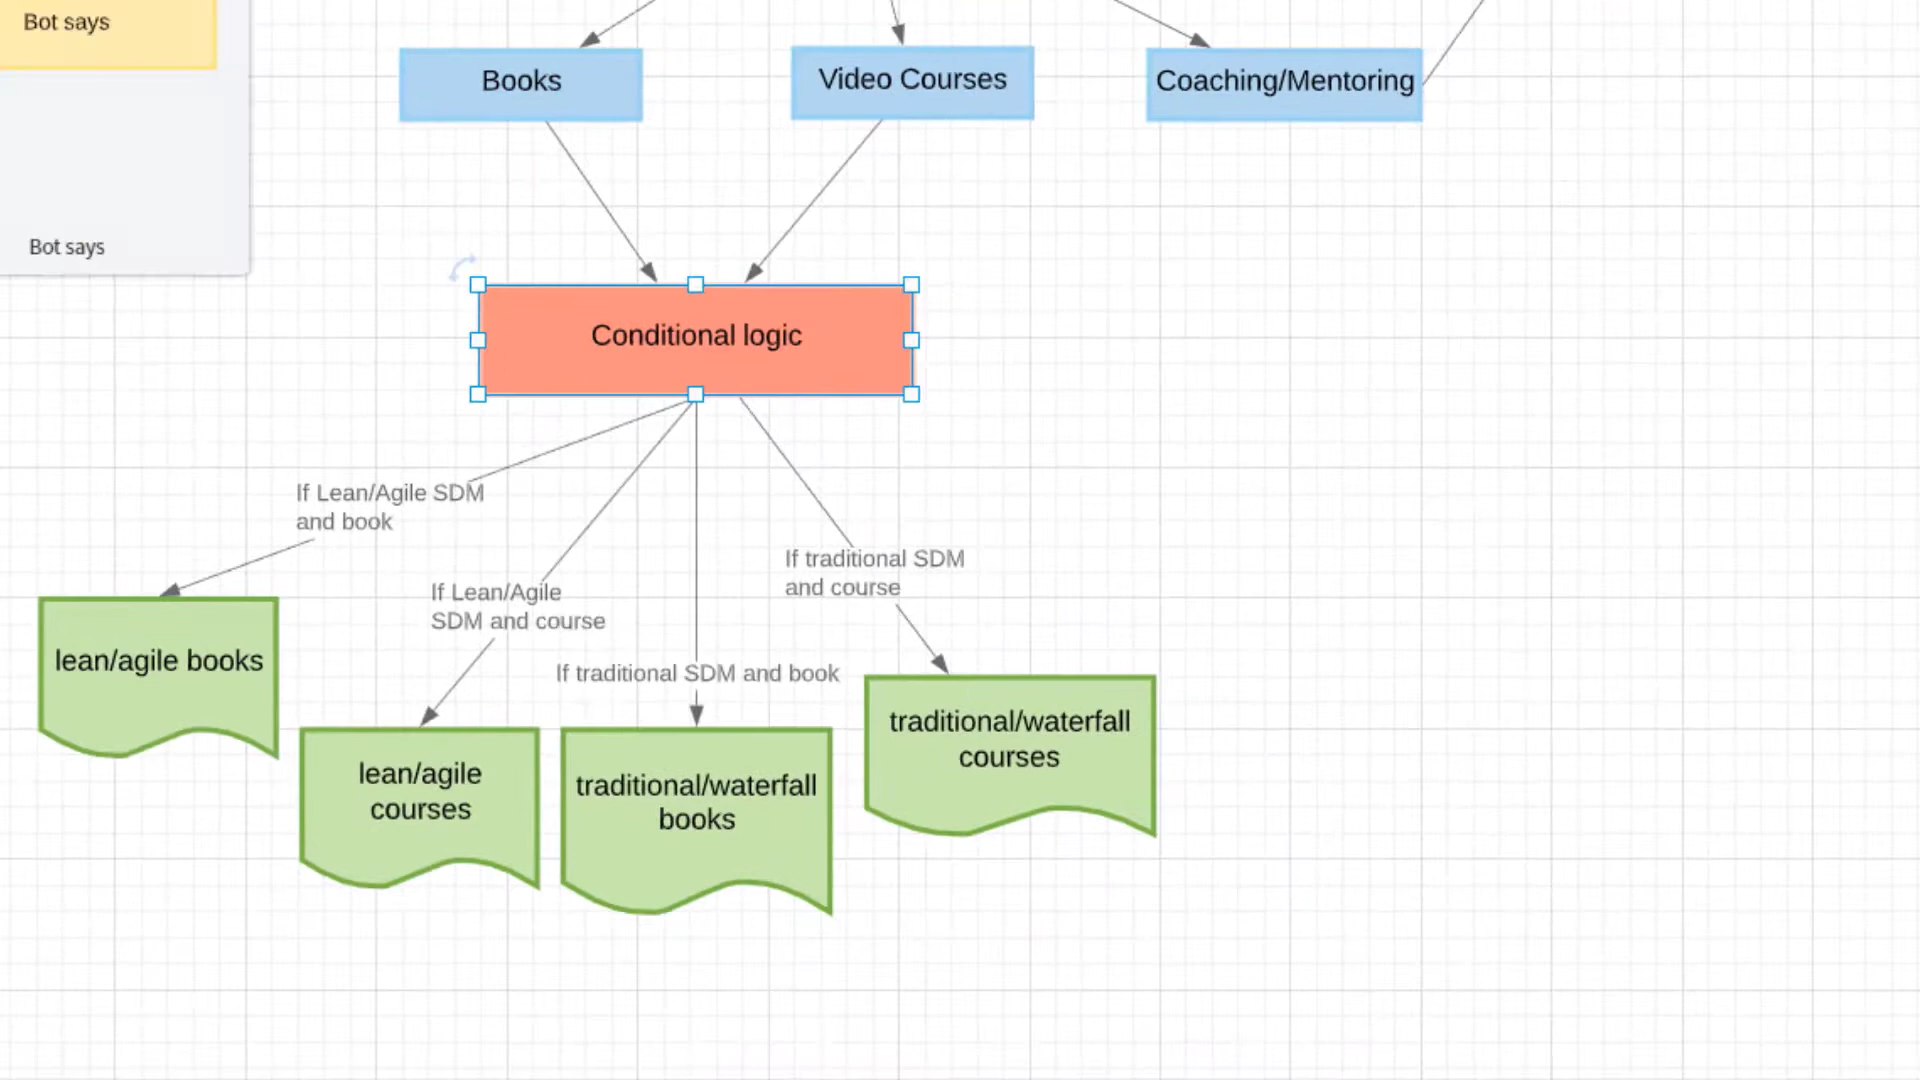 Bot says
Books
Video Courses
Coaching/Mentoring
Bot says
Conditional logic
If Lean/Agile SDM
and book
If traditional SDM
and course
If Lean/Agile
SDM and course
If traditional SDM and book
lean/agile books
lean/agile
courses
traditional/waterfall
books
traditional/waterfall
courses